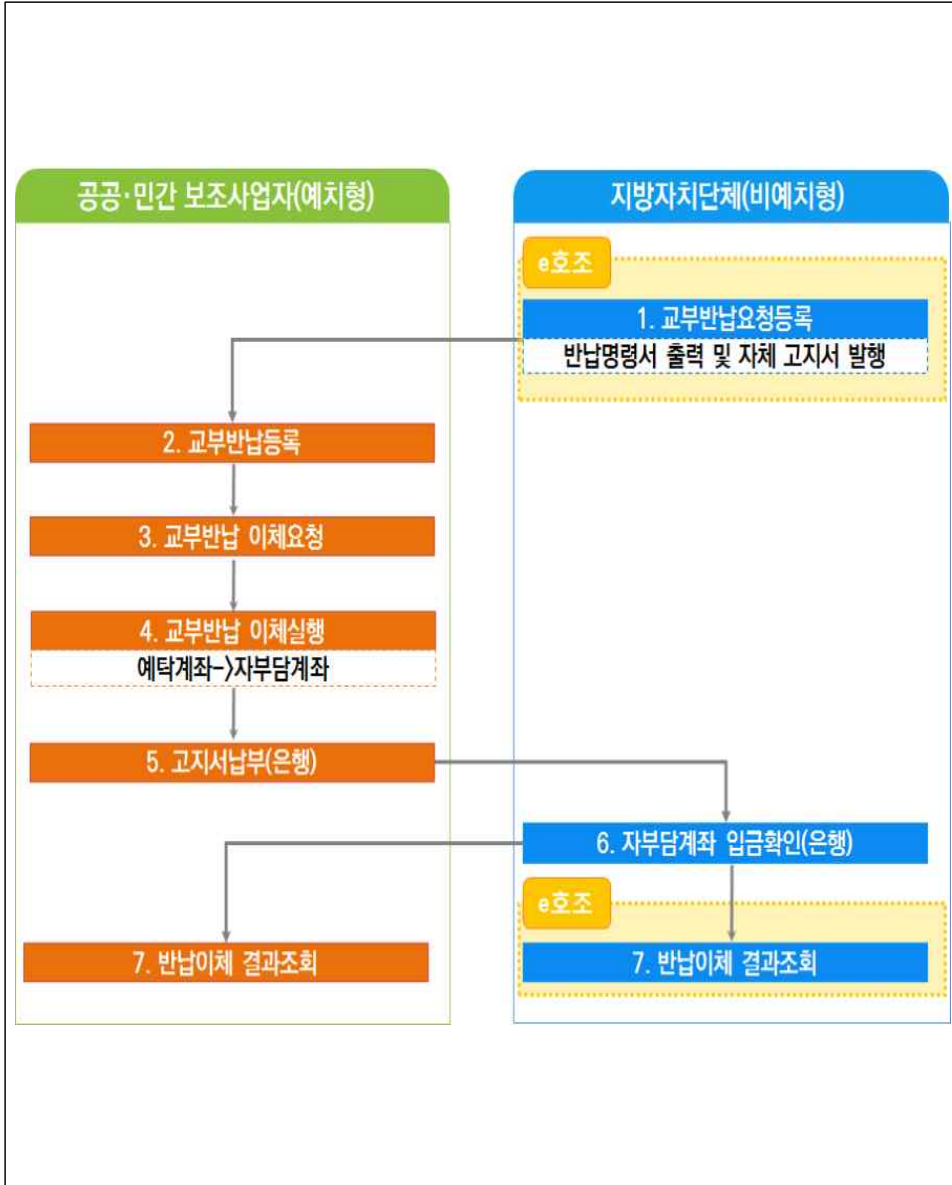 공공·민간 보조사업자(예치형)
지방자치단체(비예치형)
e호조
1. 교부반납요청등록
반납명령서 출력 및 자체 고지서 발행
2. 교부반납등록
3. 교부반납 이체요청
4. 교부반납 이체실행
예탁계좌->자부담계좌
5. 고지서납부(은행)
6. 자부담계좌 입금확인(은행)
e호조
7. 반납이체 결과조회
7. 반납이체 결과조회